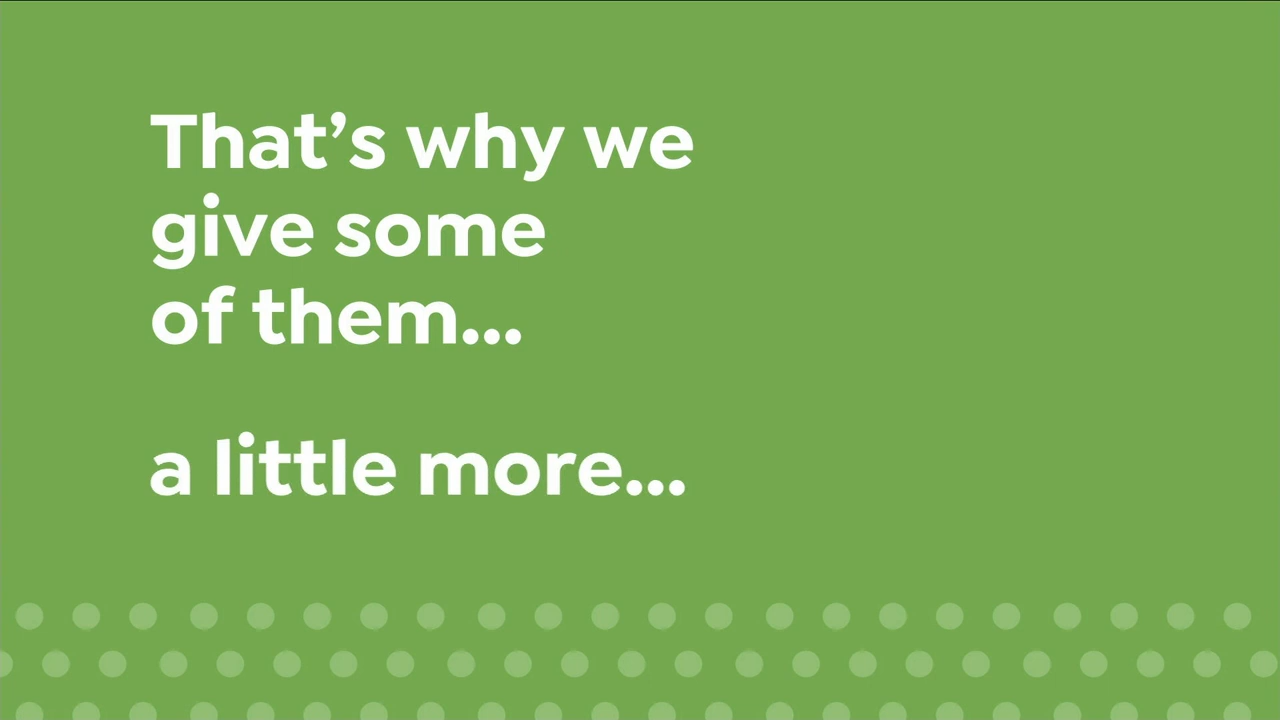 That’s why we
give some
of them...
a little more...